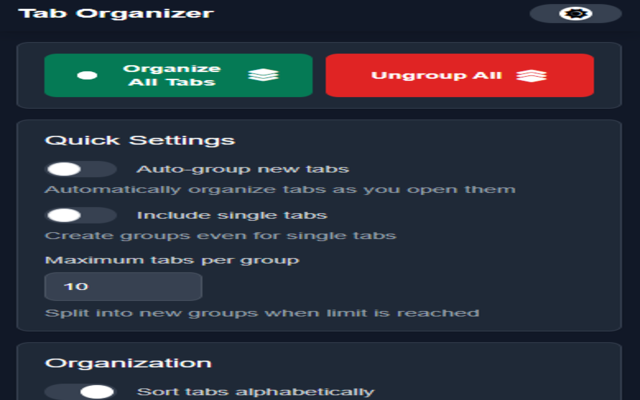 Tab Organizer
Organize
All Tabs
Ungroup All
Quick Settings
Auto-group new tabs
Automatically organize tabs as you open them
Include single tabs
Create groups even for single tabs
Maximum tabs per group
10
Split into new groups when limit is reached
Organization
Sort tabs alphabetically